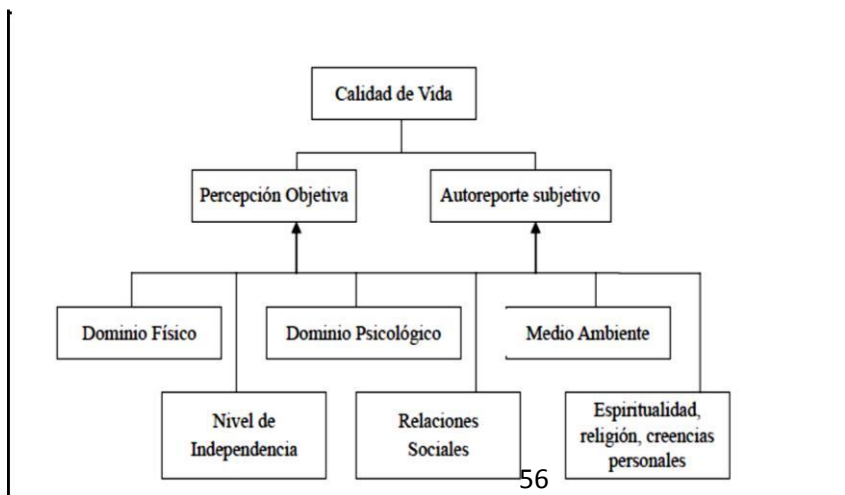 Calidad de Vida
Percepción Objetiva
Autoreporte subjetivo
Dominio Físico
Dominio Psicológico
Medio Ambiente
Nivel de
Independencia
Relaciones
Sociales
Espiritualidad,
religión, creencias
personales
56